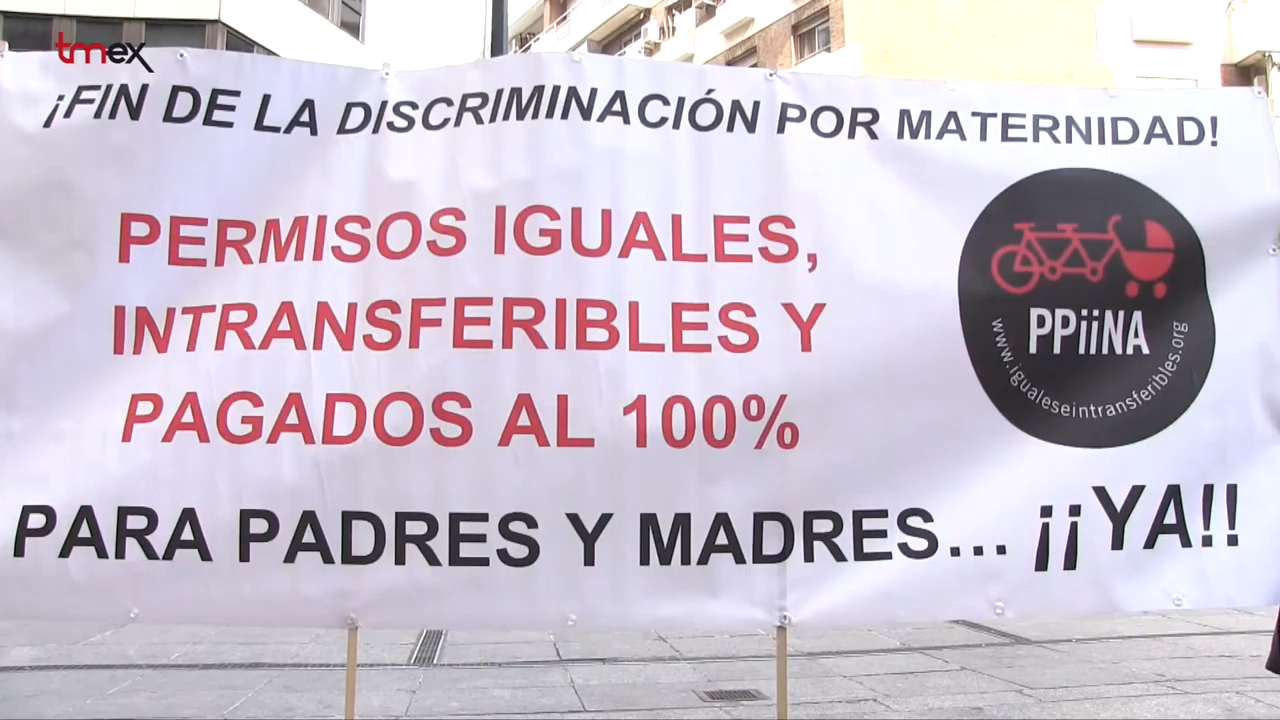 tmex
¡FIN DE LA DISCRIMINACIÓN POR MATERNIDAD!
PERMISOS IGUALES,
INTRANSFERIBLES Y
PAGADOS AL 100%
PPiiNA
www.igualeseintransferibles.org
PARA PADRES Y MADRES... ¡¡YA!!